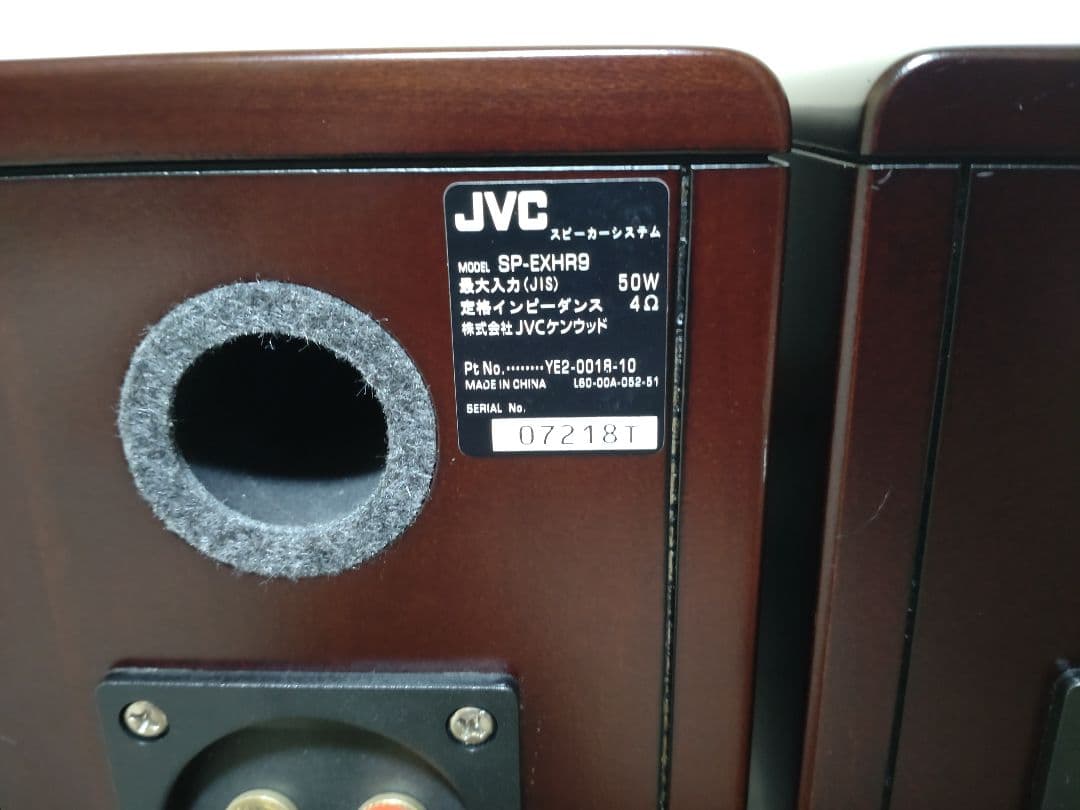 JVC
スピーカーシステム
MODEL SP-EXHR9
最大入力(JIS) 50W
定格インピーダンス 4Ω
株式会社JVCケンウッド
Pt No.········YE2-0018-10
MADE IN CHINA L60-00A-052-51
SERIAL No.
07218T